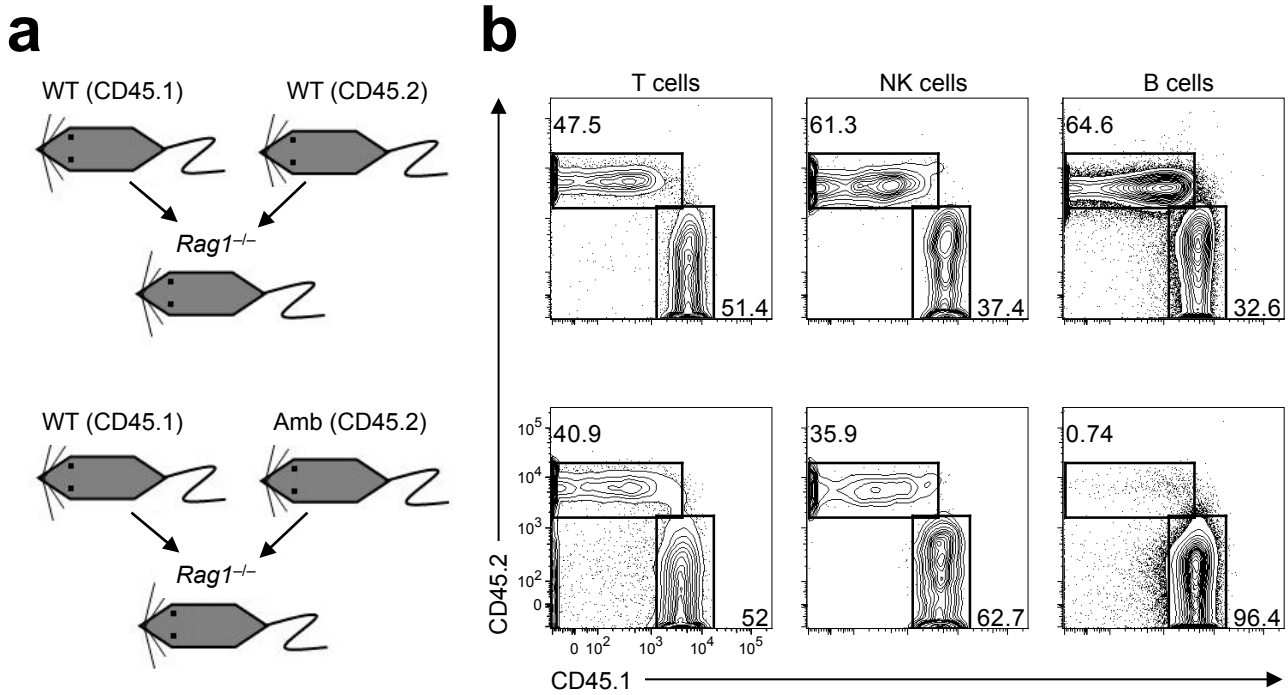 a
WT (CD45.1) WT (CD45.2)
Rag1–/–
WT (CD45.1) Amb (CD45.2)
Rag1–/–
b
T cells NK cells B cells
47.5 61.3 64.6
51.4 37.4 32.6
40.9 35.9 0.74
52 62.7 96.4
10⁵
10⁴
10³
10²
0
0 10² 10³ 10⁴ 10⁵
CD45.2
CD45.1